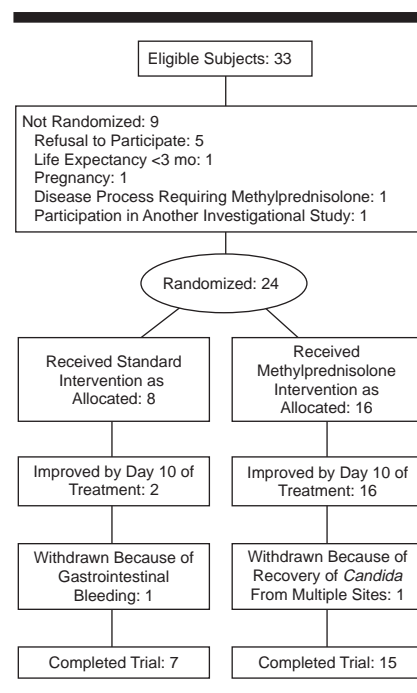 Eligible Subjects: 33
Not Randomized: 9
Refusal to Participate: 5
Life Expectancy <3 mo: 1
Pregnancy: 1
Disease Process Requiring Methylprednisolone: 1
Participation in Another Investigational Study: 1
Randomized: 24
Received Standard
Intervention as
Allocated: 8
Received
Methylprednisolone
Intervention as
Allocated: 16
Improved by Day 10 of
Treatment: 2
Improved by Day 10 of
Treatment: 16
Withdrawn Because of
Gastrointestinal
Bleeding: 1
Withdrawn Because of
Recovery of Candida
From Multiple Sites: 1
Completed Trial: 7
Completed Trial: 15